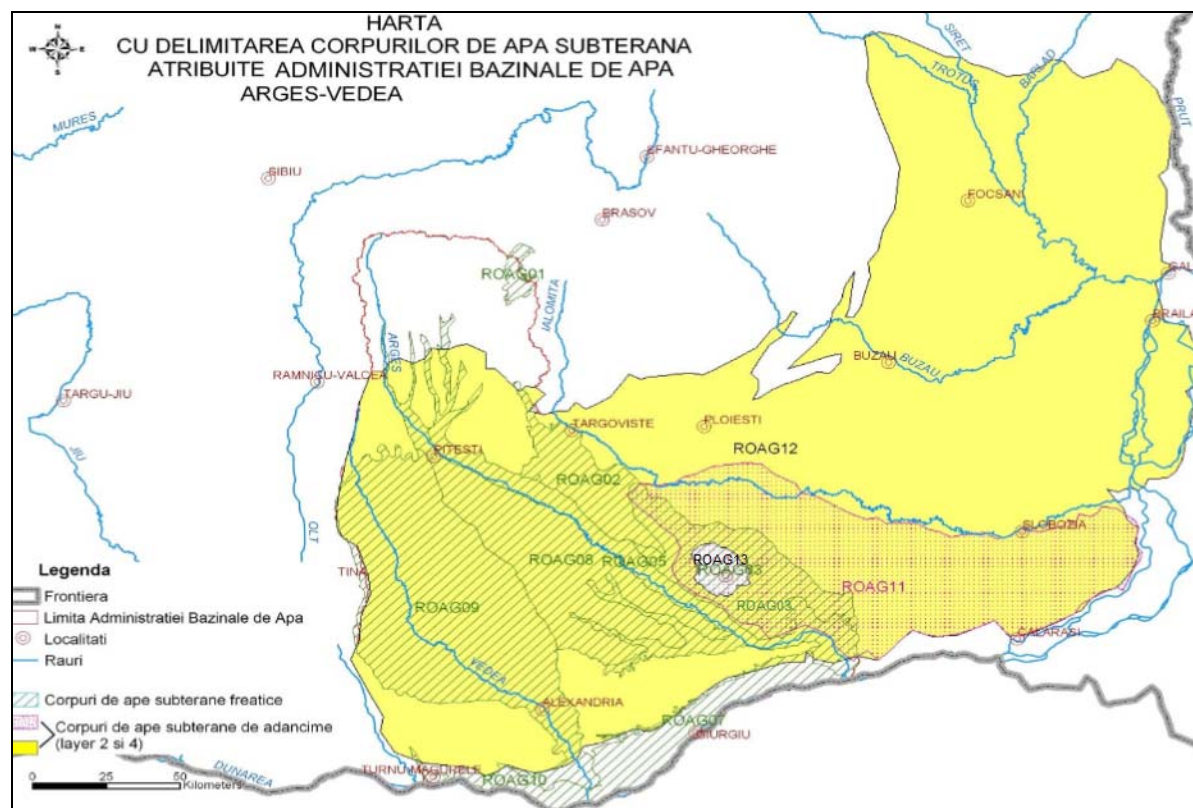 HARTA
CU DELIMITAREA CORPURILOR DE APA SUBTERANA
ATRIBUITE ADMINISTRATIEI BAZINALE DE APA
ARGES-VEDEA
N
W E
S
SIRET
TROTUS
BARLAD
PRUT
MURES
SIBIU
SFANTU-GHEORGHE
BRASOV
FOCSANI
ROAG01
IALOMITA
GAL
BRAILA
ARGES
RAMNICU-VALCEA
BUZAU
BUZAU
TARGU-JIU
TARGOVISTE
PLOIESTI
JIU
PITESTI
ROAG12
ROAG02
OLT
SLOBOZIA
ROAG08
ROAG05
ROAG13
ROAG03
ROAG11
TINA
ROAG09
ROAG03
CALARASI
VEDEA
ALEXANDRIA
ROAG07
GIURGIU
TURNU-MAGURELE
ROAG10
DUNAREA
Legenda
Frontiera
Limita Administratiei Bazinale de Apa
Localitati
Rauri
Corpuri de ape subterane freatice
Corpuri de ape subterane de adancime
(layer 2 si 4)
0 25 50
Kilometers